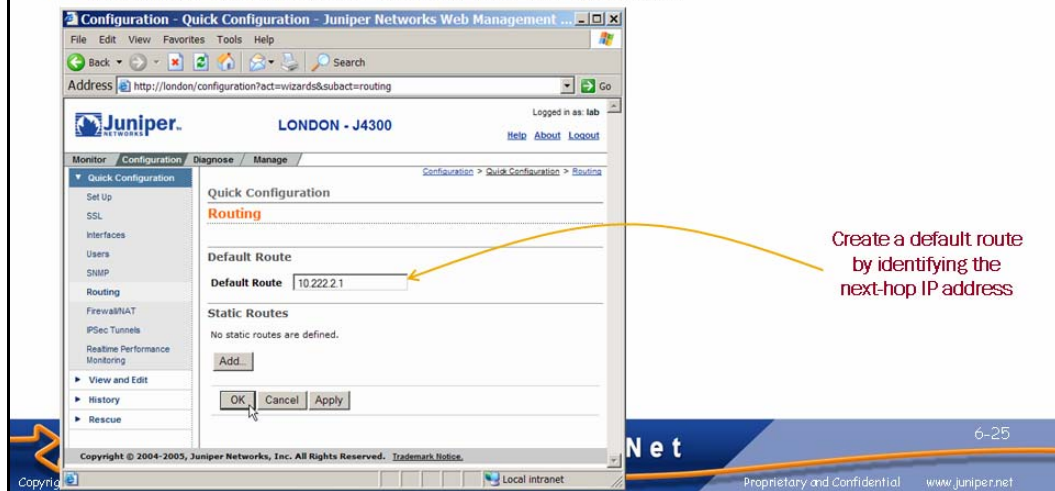 Configuration - Quick Configuration - Juniper Networks Web Management ...
File Edit View Favorites Tools Help
Back Search
Address http://london/configuration?act=wizards&subact=routing Go
Juniper
NETWORKS
LONDON - J4300
Logged in as: lab
Help About Logout
Monitor Configuration Diagnose Manage
Configuration > Quick Configuration > Routing
Quick Configuration
Set Up
SSL
Interfaces
Users
SNMP
Routing
Firewall/NAT
IPSec Tunnels
Realtime Performance
Monitoring
View and Edit
History
Rescue
Quick Configuration
Routing
Default Route
Default Route 10.222.2.1
Static Routes
No static routes are defined.
Add...
OK Cancel Apply
Copyright © 2004-2005, Juniper Networks, Inc. All Rights Reserved. Trademark Notice.
Local intranet
Create a default route
by identifying the
next-hop IP address
Net
6-25
Proprietary and Confidential www.juniper.net